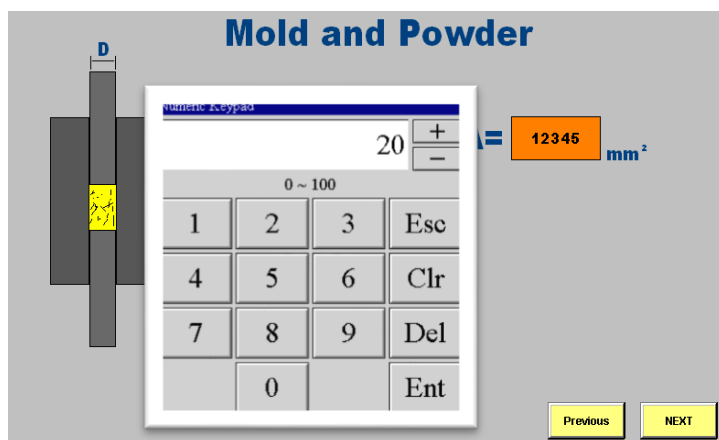 Mold and Powder
D
Numeric Keypad
20
+
−
0 ~ 100
1 2 3 Esc
4 5 6 Clr
7 8 9 Del
0 Ent
= 12345 mm²
Previous NEXT